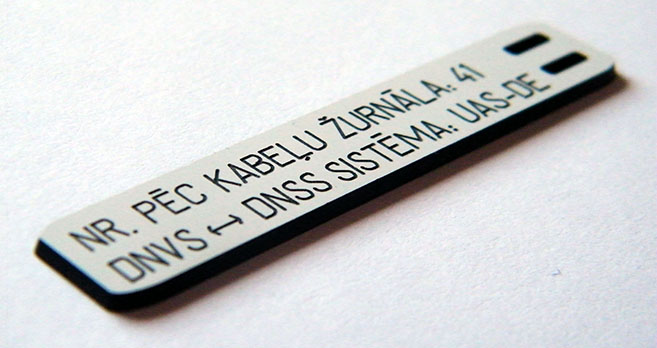 NR. PĒC KABEĻU ŽURNĀLA: 41
DNVS ↔ DNSS SISTĒMA: UAS-DE